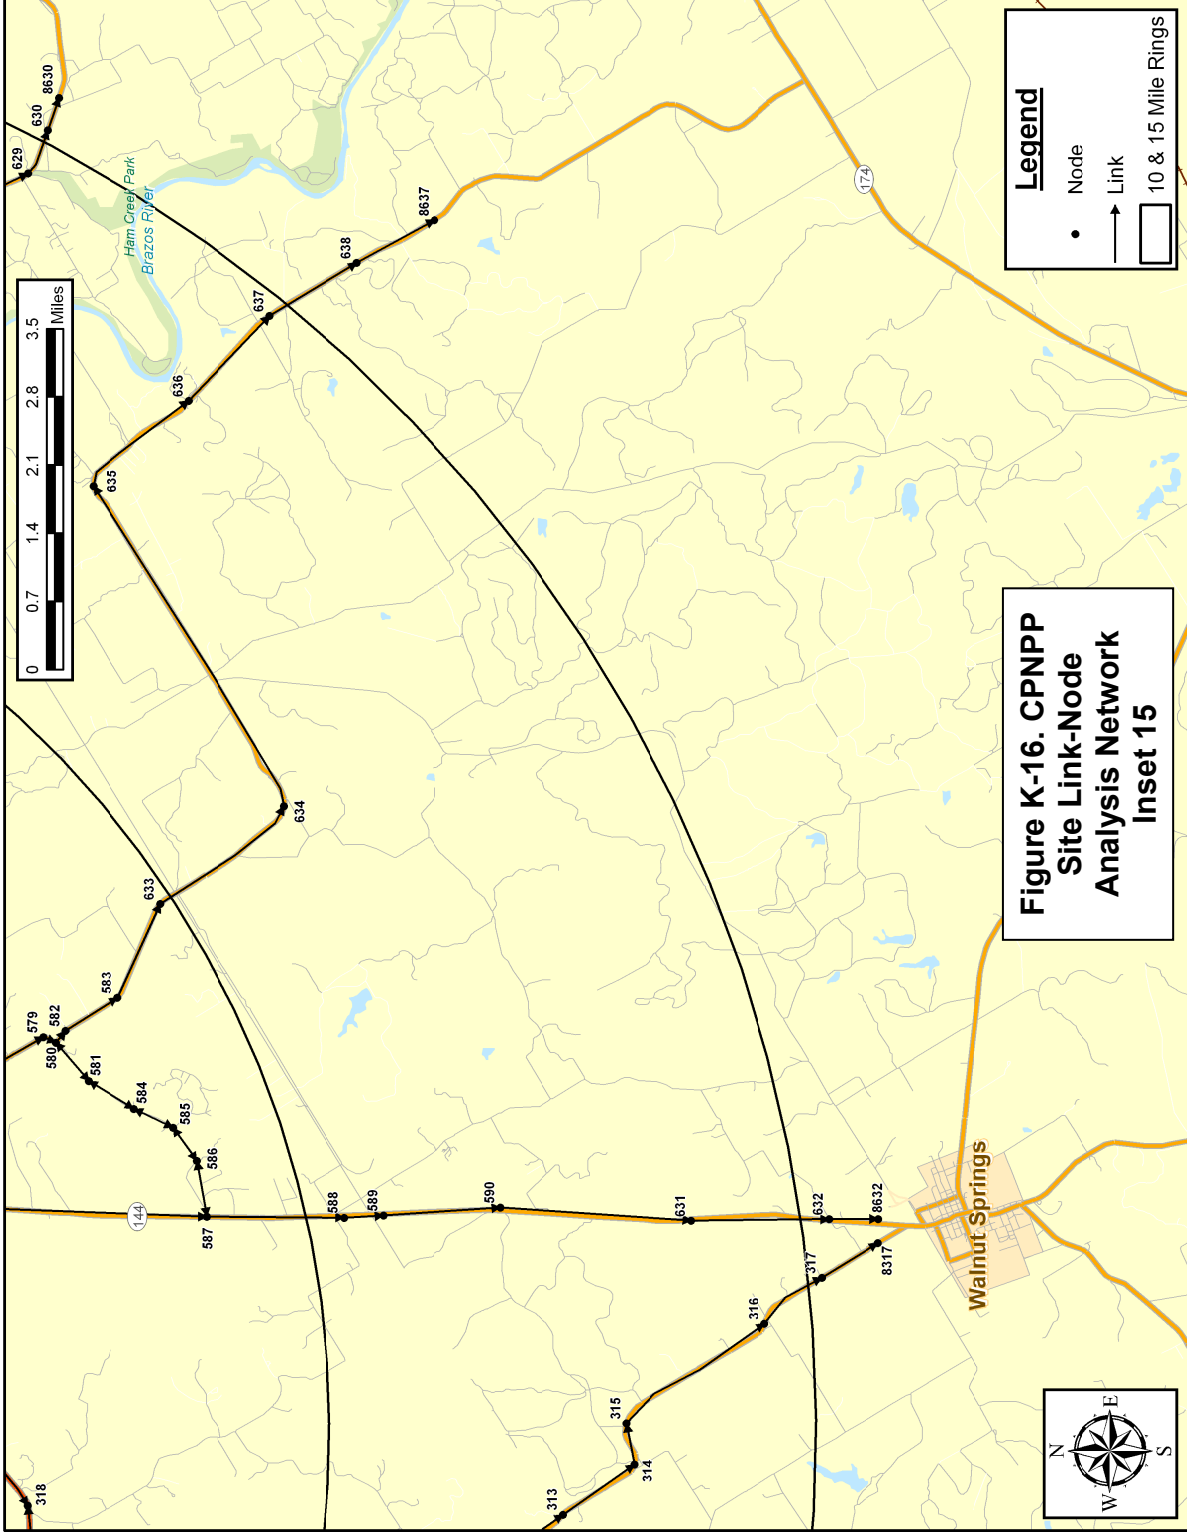 Figure K-16. CPNPP
Site Link-Node
Analysis Network
Inset 15
Legend
Node
Link
10 & 15 Mile Rings
0 0.7 1.4 2.1 2.8 3.5
Miles
N
E
S
W
Ham Creek Park
Brazos River
Walnut Springs
144
174
318
313
314
315
316
317
8317
587
588
589
590
631
632
8632
586
585
584
581
580
579
582
583
633
634
635
636
637
638
8637
629
630
8630